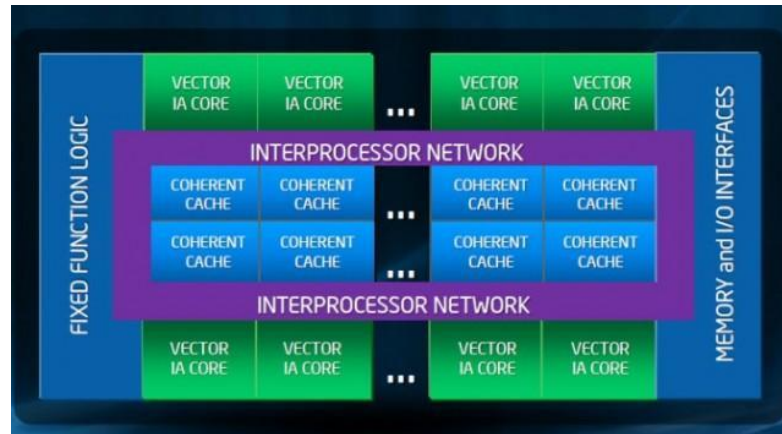 FIXED FUNCTION LOGIC
VECTOR
IA CORE
VECTOR
IA CORE
...
VECTOR
IA CORE
VECTOR
IA CORE
INTERPROCESSOR NETWORK
COHERENT
CACHE
COHERENT
CACHE
...
COHERENT
CACHE
COHERENT
CACHE
COHERENT
CACHE
COHERENT
CACHE
...
COHERENT
CACHE
COHERENT
CACHE
INTERPROCESSOR NETWORK
VECTOR
IA CORE
VECTOR
IA CORE
...
VECTOR
IA CORE
VECTOR
IA CORE
MEMORY and I/O INTERFACES